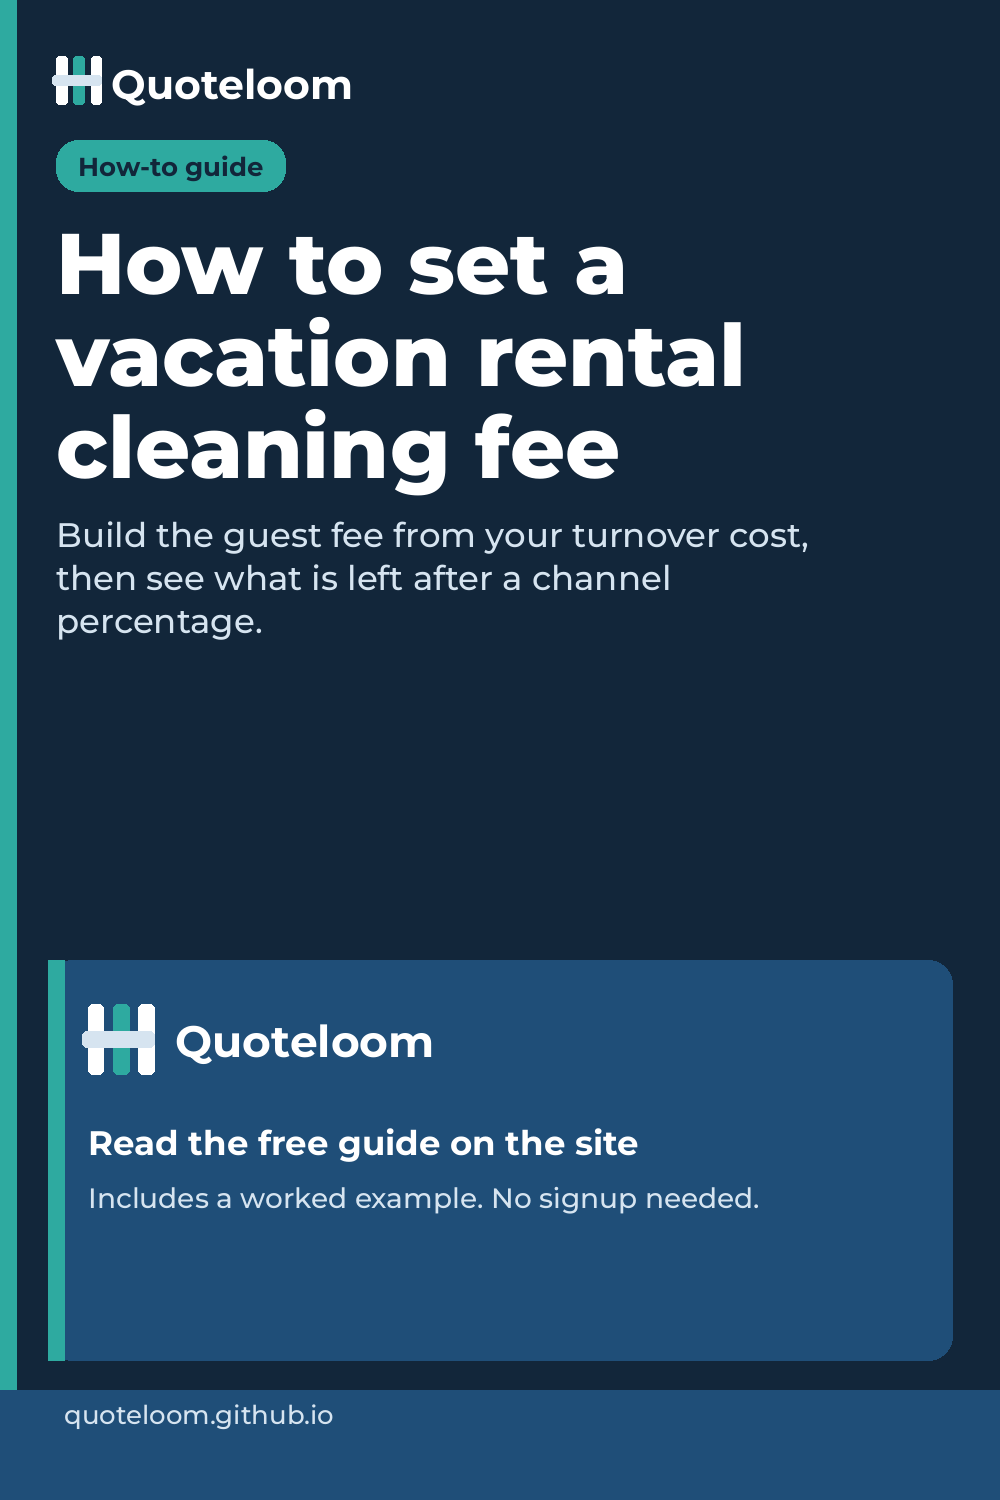 Quoteloom
How-to guide
How to set a
vacation rental
cleaning fee
Build the guest fee from your turnover cost,
then see what is left after a channel
percentage.
Quoteloom
Read the free guide on the site
Includes a worked example. No signup needed.
quoteloom.github.io